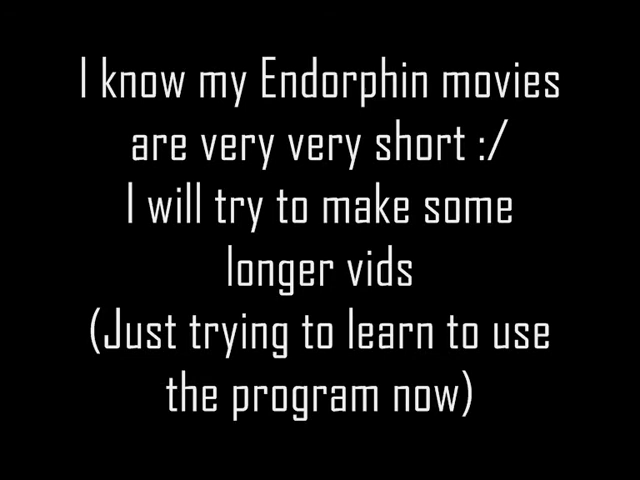 I know my Endorphin movies
are very very short :/
I will try to make some
longer vids
(Just trying to learn to use
the program now)